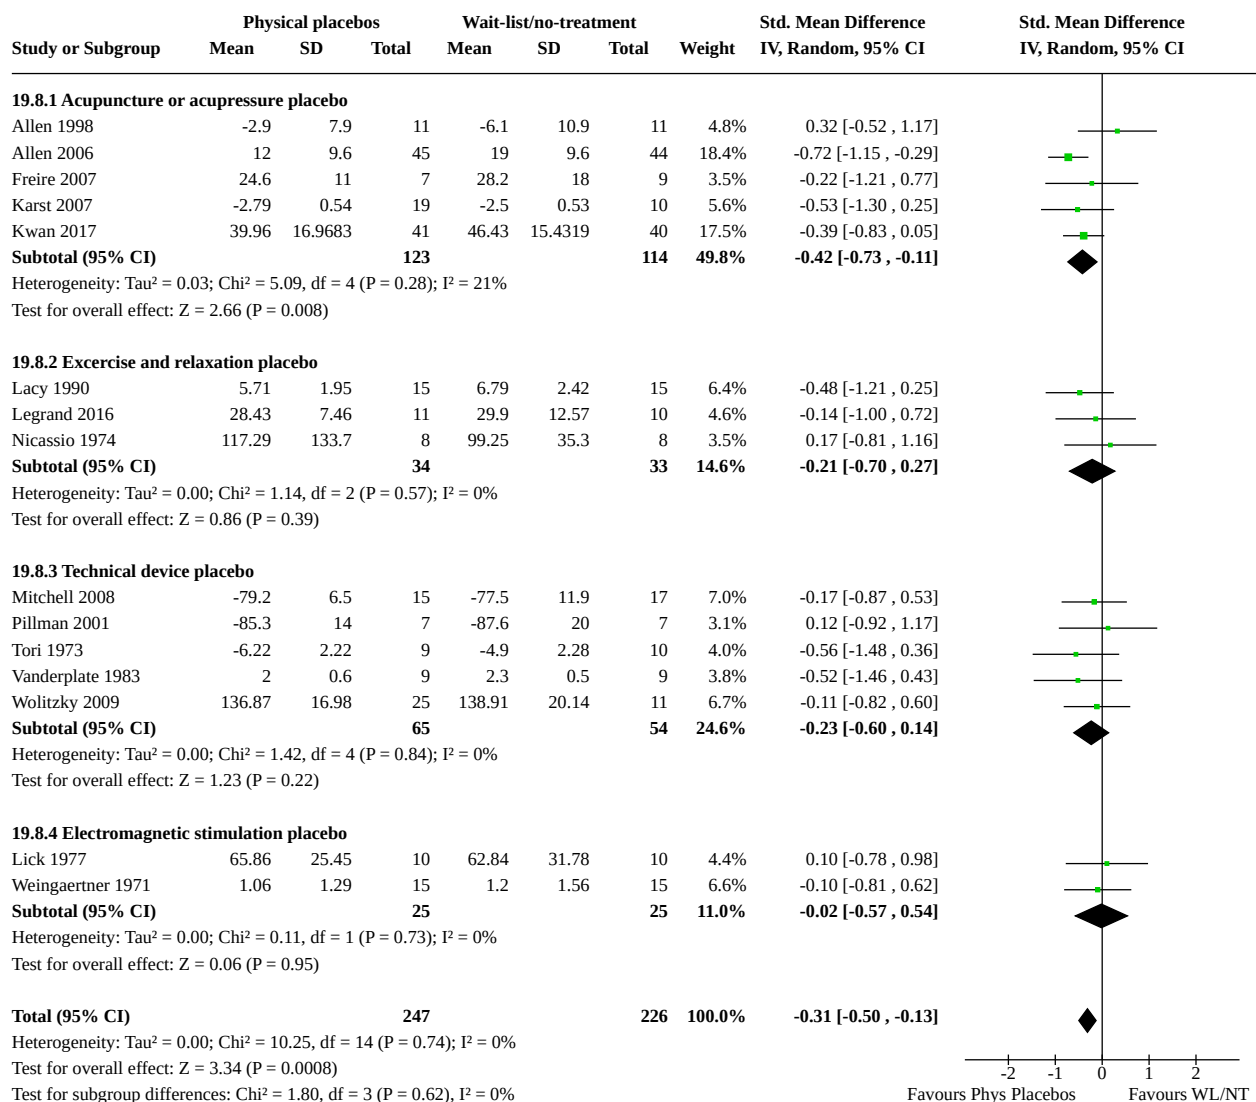 Physical placebos Wait-list/no-treatment Std. Mean Difference Std. Mean Difference
Study or Subgroup Mean SD Total Mean SD Total Weight IV, Random, 95% CI IV, Random, 95% CI
19.8.1 Acupuncture or acupressure placebo
Allen 1998 -2.9 7.9 11 -6.1 10.9 11 4.8% 0.32 [-0.52 , 1.17]
Allen 2006 12 9.6 45 19 9.6 44 18.4% -0.72 [-1.15 , -0.29]
Freire 2007 24.6 11 7 28.2 18 9 3.5% -0.22 [-1.21 , 0.77]
Karst 2007 -2.79 0.54 19 -2.5 0.53 10 5.6% -0.53 [-1.30 , 0.25]
Kwan 2017 39.96 16.9683 41 46.43 15.4319 40 17.5% -0.39 [-0.83 , 0.05]
Subtotal (95% CI) 123 114 49.8% -0.42 [-0.73 , -0.11]
Heterogeneity: Tau² = 0.03; Chi² = 5.09, df = 4 (P = 0.28); I² = 21%
Test for overall effect: Z = 2.66 (P = 0.008)
19.8.2 Excercise and relaxation placebo
Lacy 1990 5.71 1.95 15 6.79 2.42 15 6.4% -0.48 [-1.21 , 0.25]
Legrand 2016 28.43 7.46 11 29.9 12.57 10 4.6% -0.14 [-1.00 , 0.72]
Nicassio 1974 117.29 133.7 8 99.25 35.3 8 3.5% 0.17 [-0.81 , 1.16]
Subtotal (95% CI) 34 33 14.6% -0.21 [-0.70 , 0.27]
Heterogeneity: Tau² = 0.00; Chi² = 1.14, df = 2 (P = 0.57); I² = 0%
Test for overall effect: Z = 0.86 (P = 0.39)
19.8.3 Technical device placebo
Mitchell 2008 -79.2 6.5 15 -77.5 11.9 17 7.0% -0.17 [-0.87 , 0.53]
Pillman 2001 -85.3 14 7 -87.6 20 7 3.1% 0.12 [-0.92 , 1.17]
Tori 1973 -6.22 2.22 9 -4.9 2.28 10 4.0% -0.56 [-1.48 , 0.36]
Vanderplate 1983 2 0.6 9 2.3 0.5 9 3.8% -0.52 [-1.46 , 0.43]
Wolitzky 2009 136.87 16.98 25 138.91 20.14 11 6.7% -0.11 [-0.82 , 0.60]
Subtotal (95% CI) 65 54 24.6% -0.23 [-0.60 , 0.14]
Heterogeneity: Tau² = 0.00; Chi² = 1.42, df = 4 (P = 0.84); I² = 0%
Test for overall effect: Z = 1.23 (P = 0.22)
19.8.4 Electromagnetic stimulation placebo
Lick 1977 65.86 25.45 10 62.84 31.78 10 4.4% 0.10 [-0.78 , 0.98]
Weingaertner 1971 1.06 1.29 15 1.2 1.56 15 6.6% -0.10 [-0.81 , 0.62]
Subtotal (95% CI) 25 25 11.0% -0.02 [-0.57 , 0.54]
Heterogeneity: Tau² = 0.00; Chi² = 0.11, df = 1 (P = 0.73); I² = 0%
Test for overall effect: Z = 0.06 (P = 0.95)
Total (95% CI) 247 226 100.0% -0.31 [-0.50 , -0.13]
Heterogeneity: Tau² = 0.00; Chi² = 10.25, df = 14 (P = 0.74); I² = 0%
Test for overall effect: Z = 3.34 (P = 0.0008)
-2 -1 0 1 2
Test for subgroup differences: Chi² = 1.80, df = 3 (P = 0.62), I² = 0%
Favours Phys Placebos Favours WL/NT